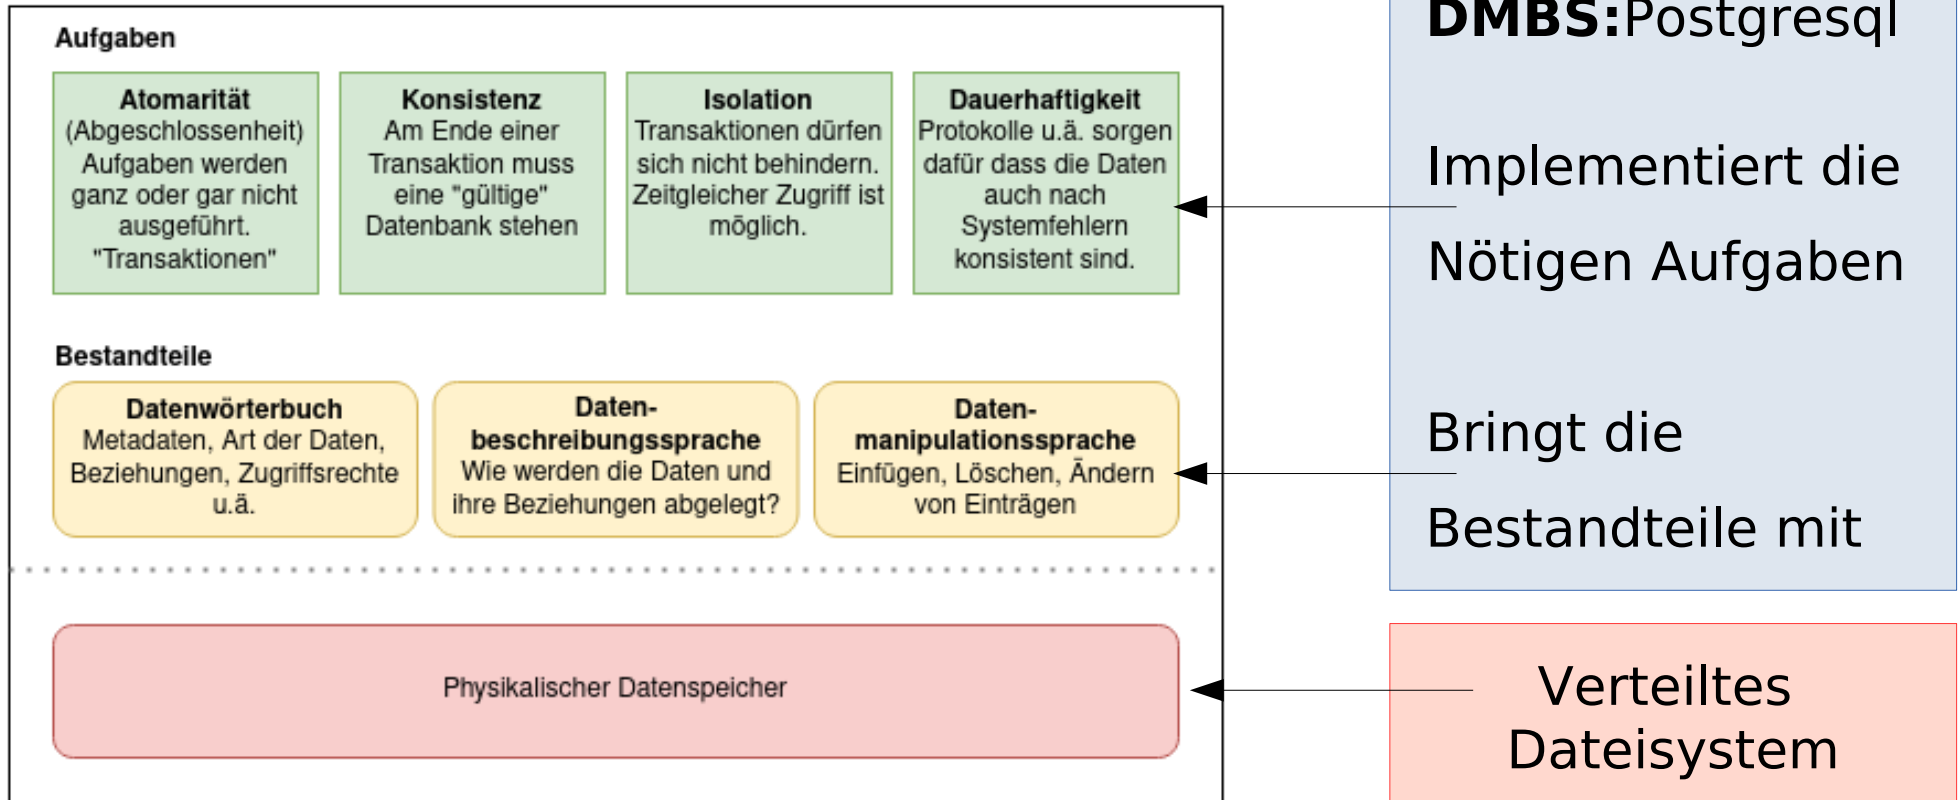 Aufgaben
Atomarität
(Abgeschlossenheit)
Aufgaben werden
ganz oder gar nicht
ausgeführt.
"Transaktionen"
Konsistenz
Am Ende einer
Transaktion muss
eine "gültige"
Datenbank stehen
Isolation
Transaktionen dürfen
sich nicht behindern.
Zeitgleicher Zugriff ist
möglich.
Dauerhaftigkeit
Protokolle u.ä. sorgen
dafür dass die Daten
auch nach
Systemfehlern
konsistent sind.
Bestandteile
Datenwörterbuch
Metadaten, Art der Daten,
Beziehungen, Zugriffsrechte
u.ä.
Daten-
beschreibungssprache
Wie werden die Daten und
ihre Beziehungen abgelegt?
Daten-
manipulationssprache
Einfügen, Löschen, Ändern
von Einträgen
Physikalischer Datenspeicher
DMBS:Postgresql
Implementiert die
Nötigen Aufgaben
Bringt die
Bestandteile mit
Verteiltes
Dateisystem